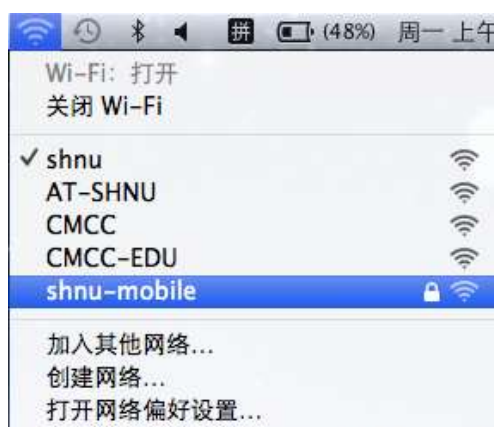 拼 (48%) 周一 上午
Wi-Fi: 打开
关闭 Wi-Fi
✓ shnu
AT-SHNU
CMCC
CMCC-EDU
shnu-mobile
加入其他网络...
创建网络...
打开网络偏好设置...